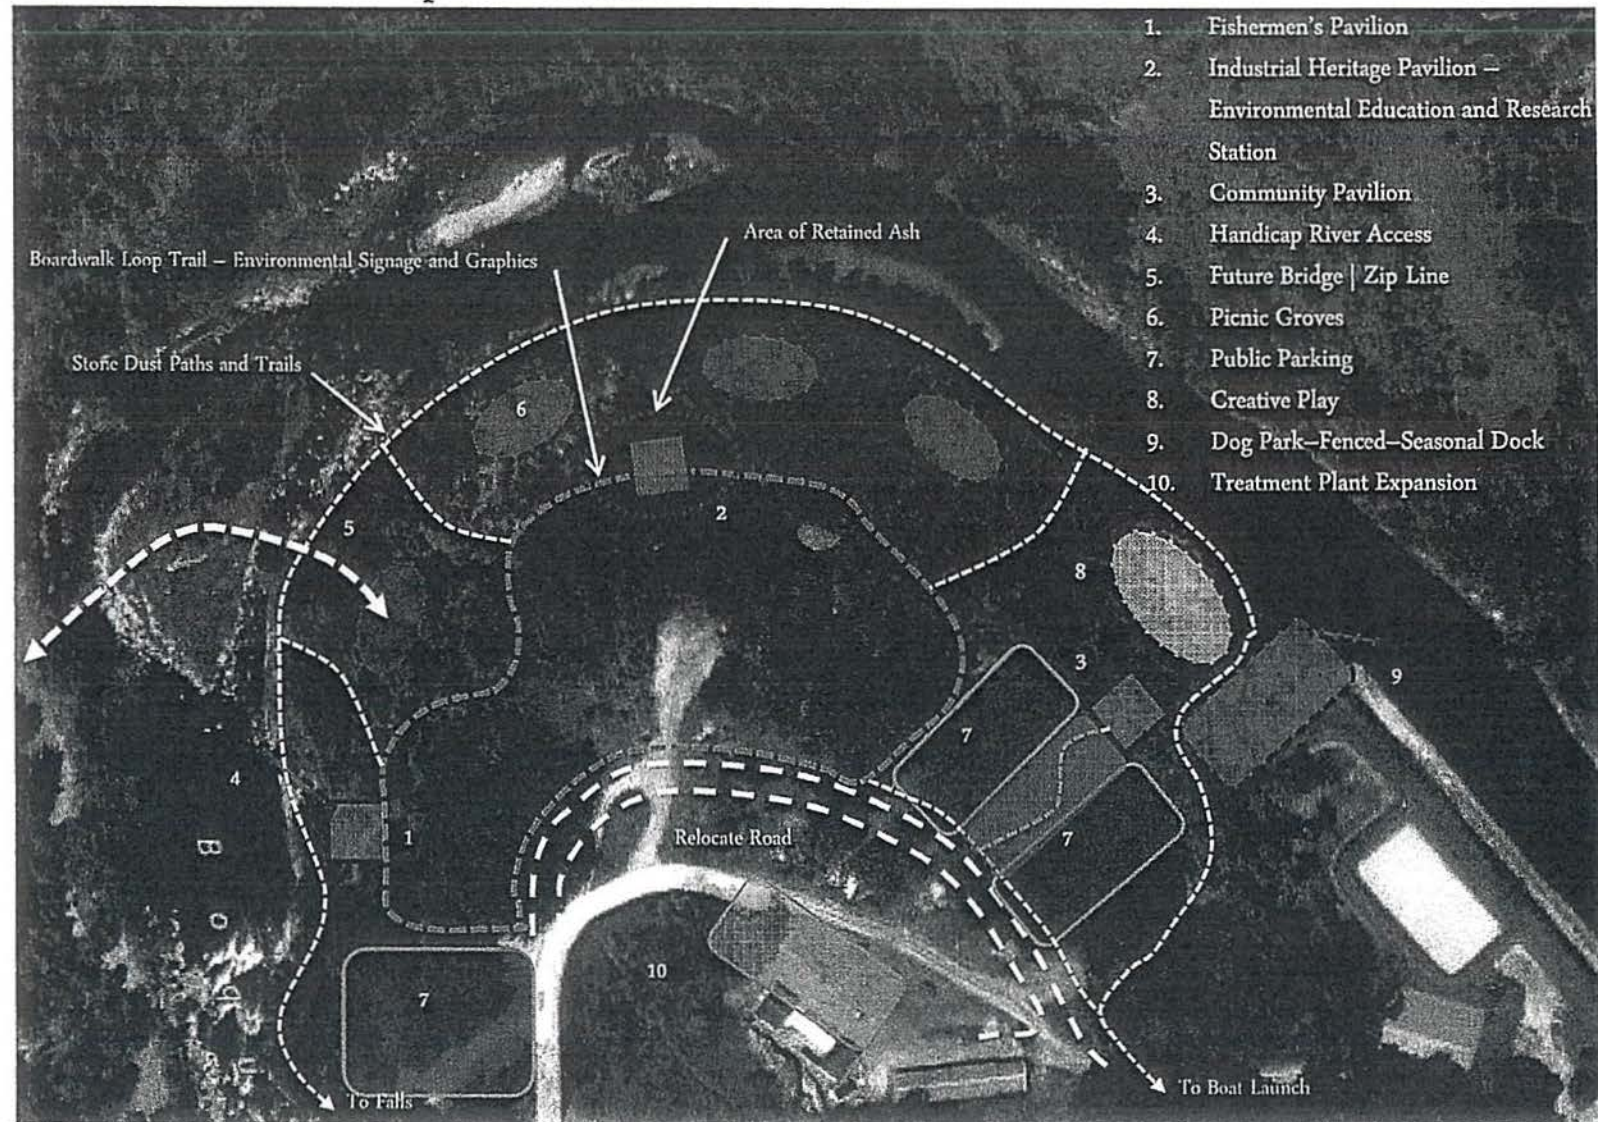 1. Fishermen's Pavilion
2. Industrial Heritage Pavilion –
Environmental Education and Research
Station
3. Community Pavilion
4. Handicap River Access
5. Future Bridge | Zip Line
6. Picnic Groves
7. Public Parking
8. Creative Play
9. Dog Park–Fenced–Seasonal Dock
10. Treatment Plant Expansion
Area of Retained Ash
Boardwalk Loop Trail – Environmental Signage and Graphics
Stone Dust Paths and Trails
6
5
2
8
3
9
7
4
1
Relocate Road
7
10
7
To Falls
To Boat Launch